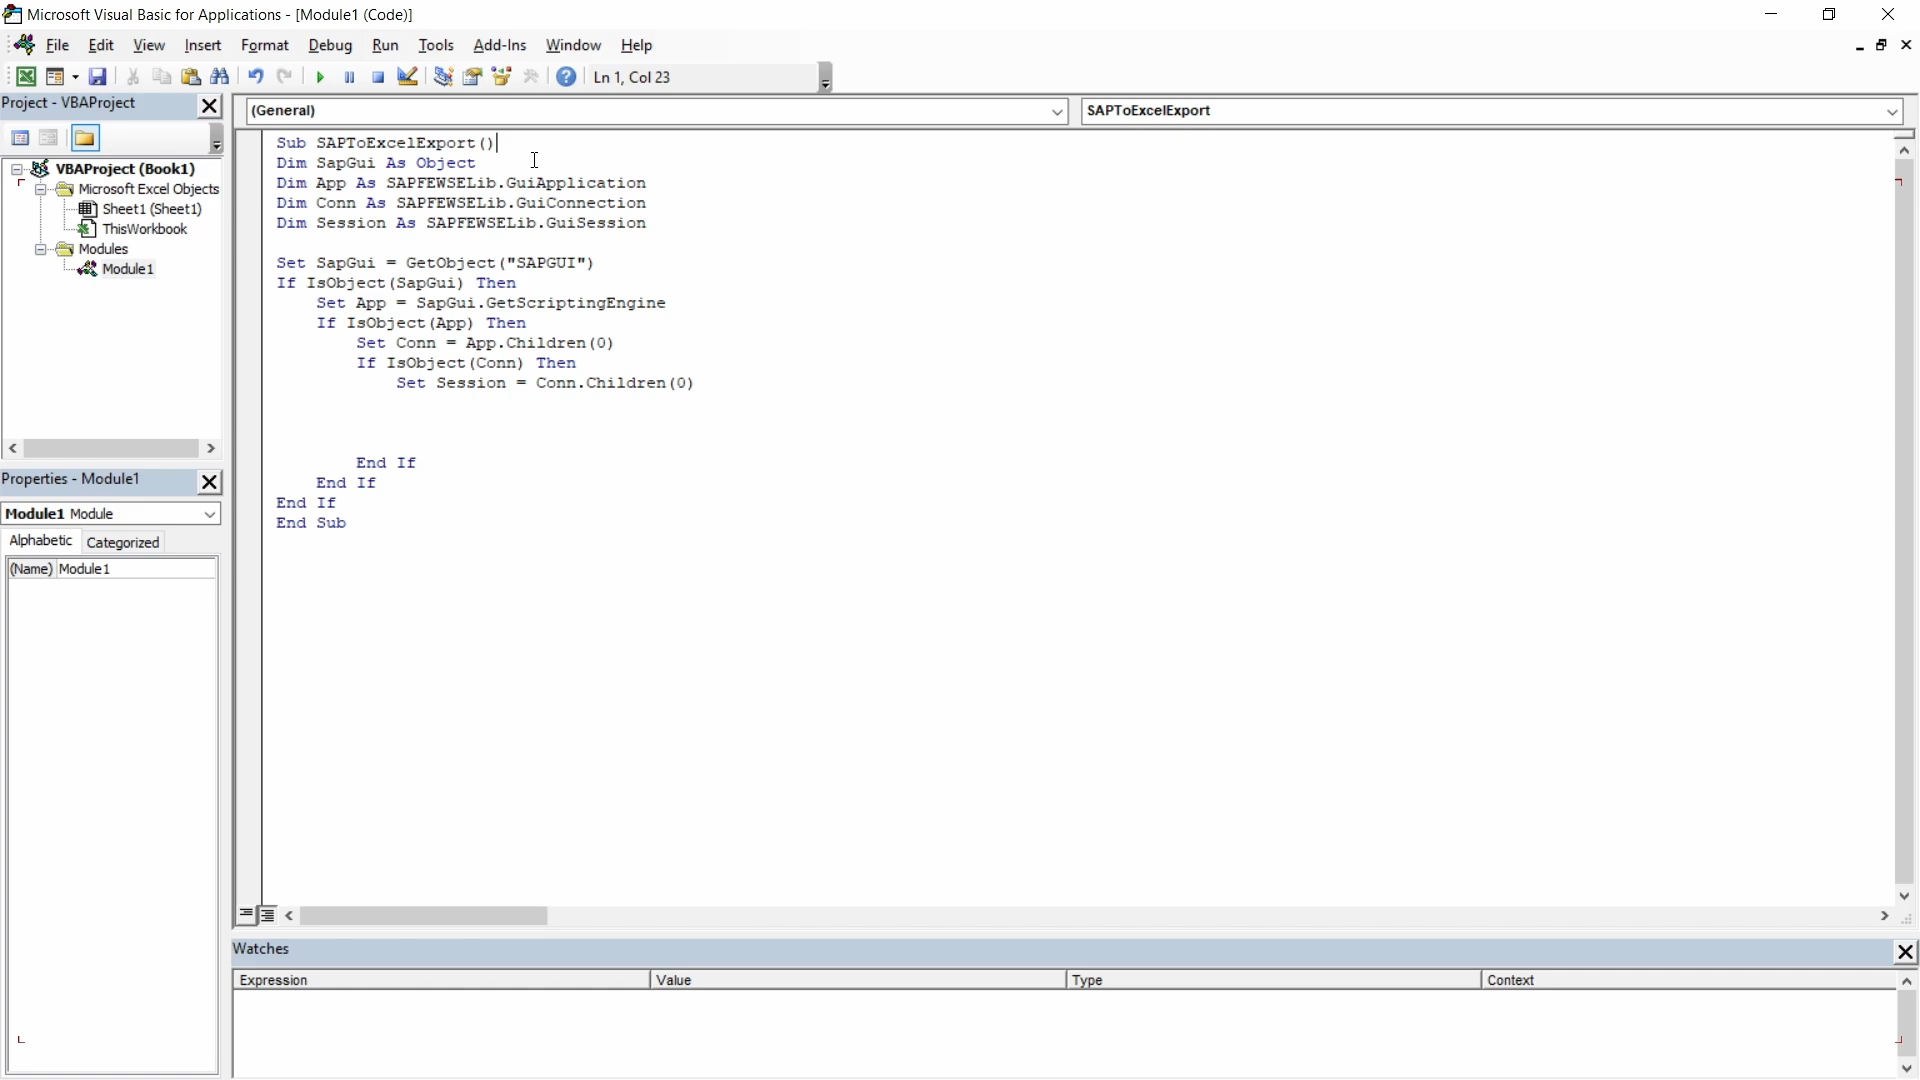 Microsoft Visual Basic for Applications - [Module1 (Code)]
File Edit View Insert Format Debug Run Tools Add-Ins Window Help
Ln 1, Col 23
Project - VBAProject
VBAProject (Book1)
Microsoft Excel Objects
Sheet1 (Sheet1)
ThisWorkbook
Modules
Module1
Properties - Module1
Module1 Module
Alphabetic Categorized
(Name) Module1
(General) SAPToExcelExport
Sub SAPToExcelExport()
Dim SapGui As Object
Dim App As SAPFEWSELib.GuiApplication
Dim Conn As SAPFEWSELib.GuiConnection
Dim Session As SAPFEWSELib.GuiSession
Set SapGui = GetObject("SAPGUI")
If IsObject(SapGui) Then
Set App = SapGui.GetScriptingEngine
If IsObject(App) Then
Set Conn = App.Children(0)
If IsObject(Conn) Then
Set Session = Conn.Children(0)
End If
End If
End If
End Sub
Watches
Expression Value Type Context